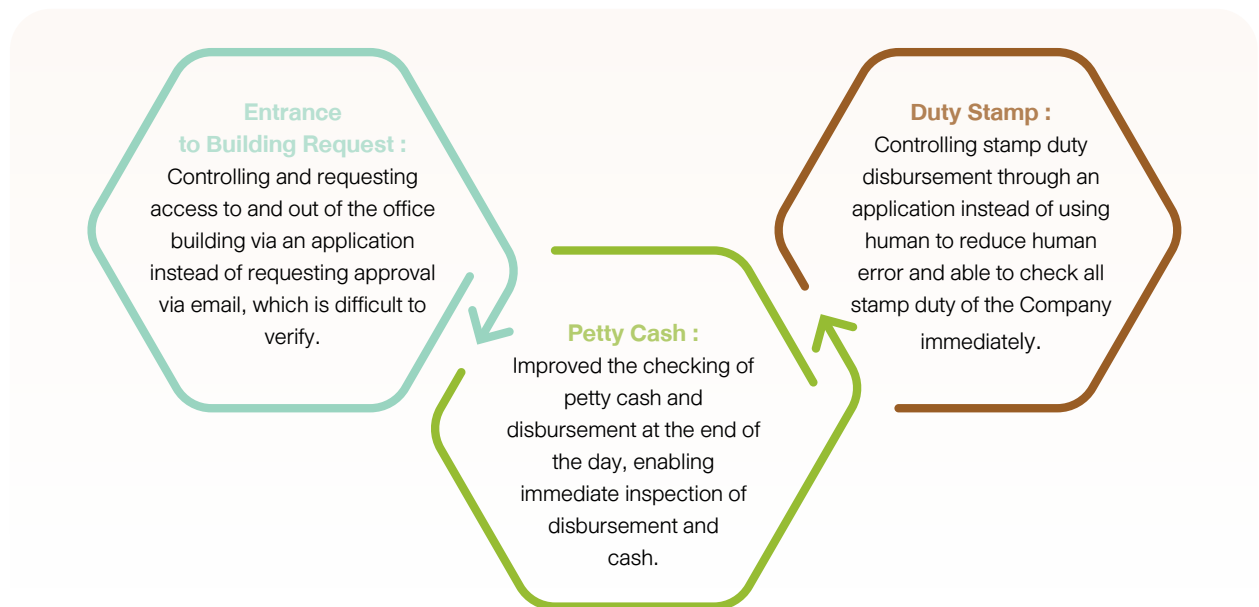 Entrance
to Building Request :
Controlling and requesting
access to and out of the office
building via an application
instead of requesting approval
via email, which is difficult to
verify.
Petty Cash :
Improved the checking of
petty cash and
disbursement at the end of
the day, enabling
immediate inspection of
disbursement and
cash.
Duty Stamp :
Controlling stamp duty
disbursement through an
application instead of using
human to reduce human
error and able to check all
stamp duty of the Company
immediately.